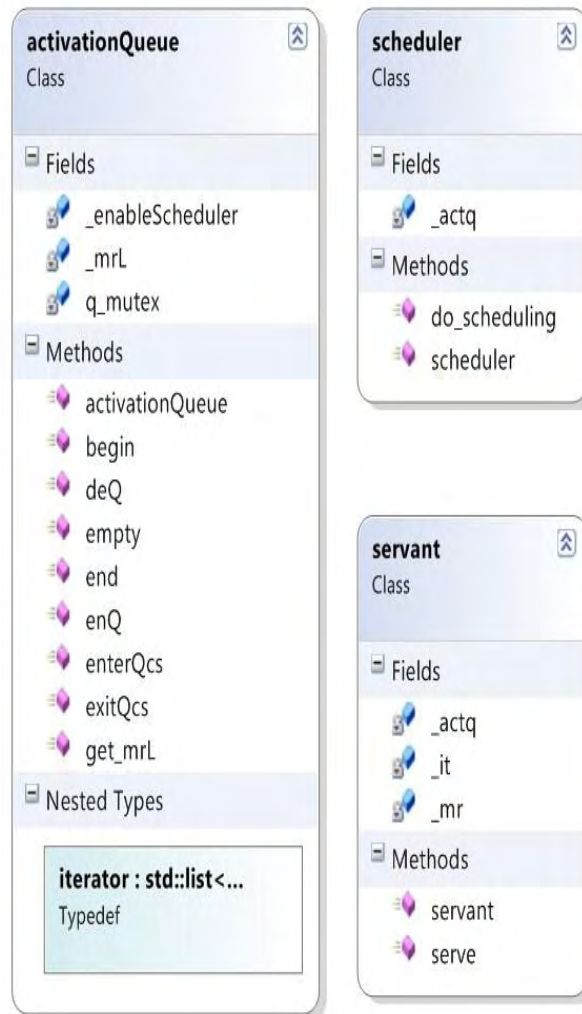 activationQueue
Class
Fields
_enableScheduler
_mrL
q_mutex
Methods
activationQueue
begin
deQ
empty
end
enQ
enterQcs
exitQcs
get_mrL
Nested Types
iterator : std::list<...
Typedef
scheduler
Class
Fields
_actq
Methods
do_scheduling
scheduler
servant
Class
Fields
_actq
_it
_mr
Methods
servant
serve